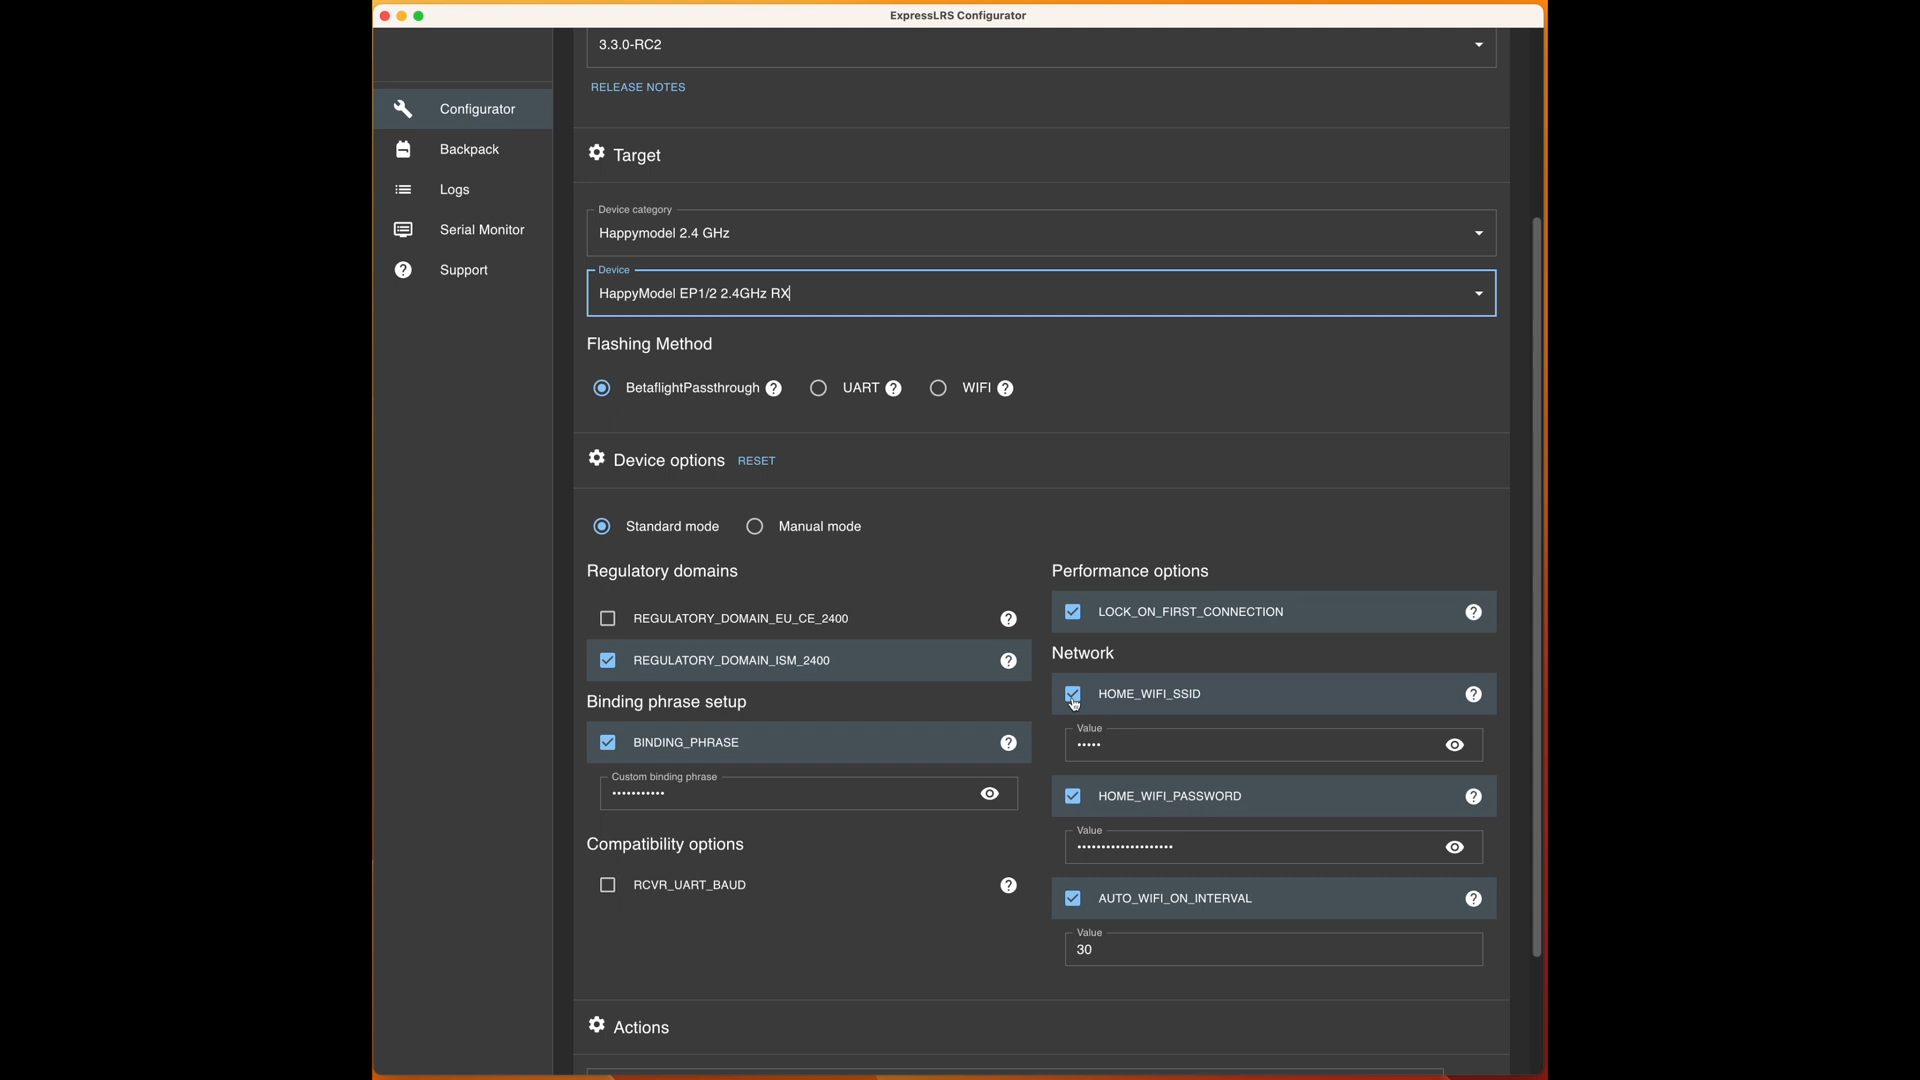 ExpressLRS Configurator
3.3.0-RC2
RELEASE NOTES
Configurator
Backpack
Logs
Serial Monitor
Support
Target
Device category
Happymodel 2.4 GHz
Device
HappyModel EP1/2 2.4GHz RX
Flashing Method
BetaflightPassthrough ? UART ? WIFI ?
Device options RESET
Standard mode Manual mode
Regulatory domains
REGULATORY_DOMAIN_EU_CE_2400 ?
REGULATORY_DOMAIN_ISM_2400 ?
Binding phrase setup
BINDING_PHRASE ?
Custom binding phrase
•••••••••••
Compatibility options
RCVR_UART_BAUD ?
Performance options
LOCK_ON_FIRST_CONNECTION ?
Network
HOME_WIFI_SSID ?
Value
•••••
HOME_WIFI_PASSWORD ?
Value
••••••••••••••••••••
AUTO_WIFI_ON_INTERVAL ?
Value
30
Actions